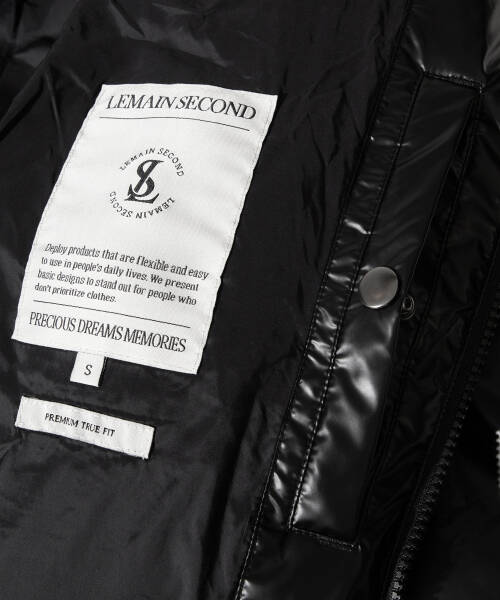 LEMAIN SECOND
LEMAIN SECOND
LS
LEMAIN SECOND
Deploy products that are flexible and easy
to use in people's daily lives. We present
basic designs to stand out for people who
don't prioritize clothes.
PRECIOUS DREAMS MEMORIES
S
PREMIUM TRUE FIT